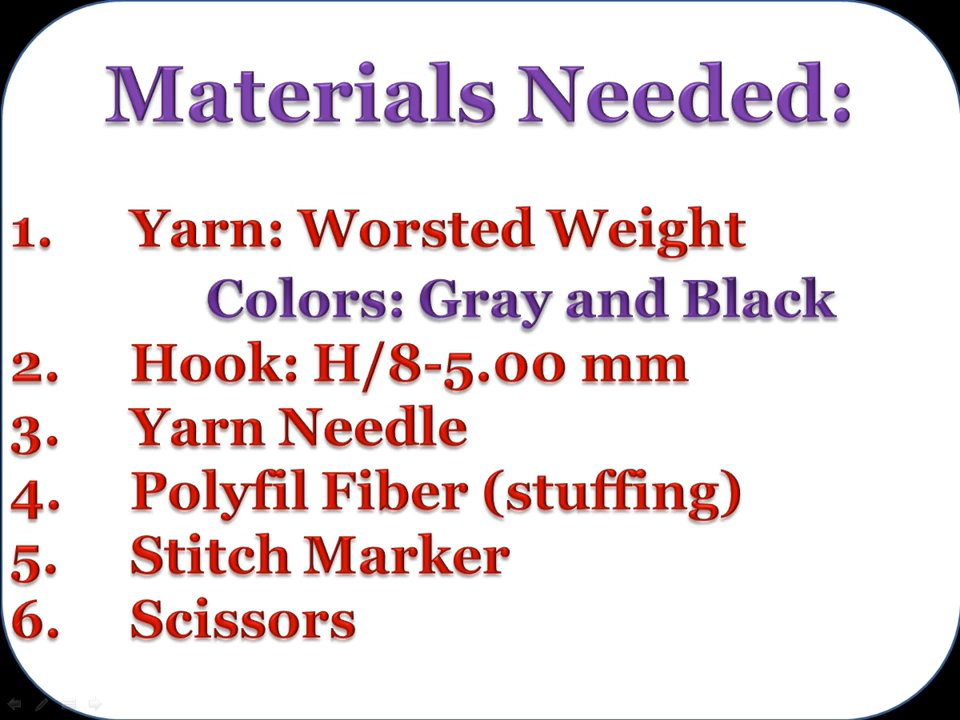 Materials Needed:
1. Yarn: Worsted Weight
Colors: Gray and Black
2. Hook: H/8-5.00 mm
3. Yarn Needle
4. Polyfil Fiber (stuffing)
5. Stitch Marker
6. Scissors